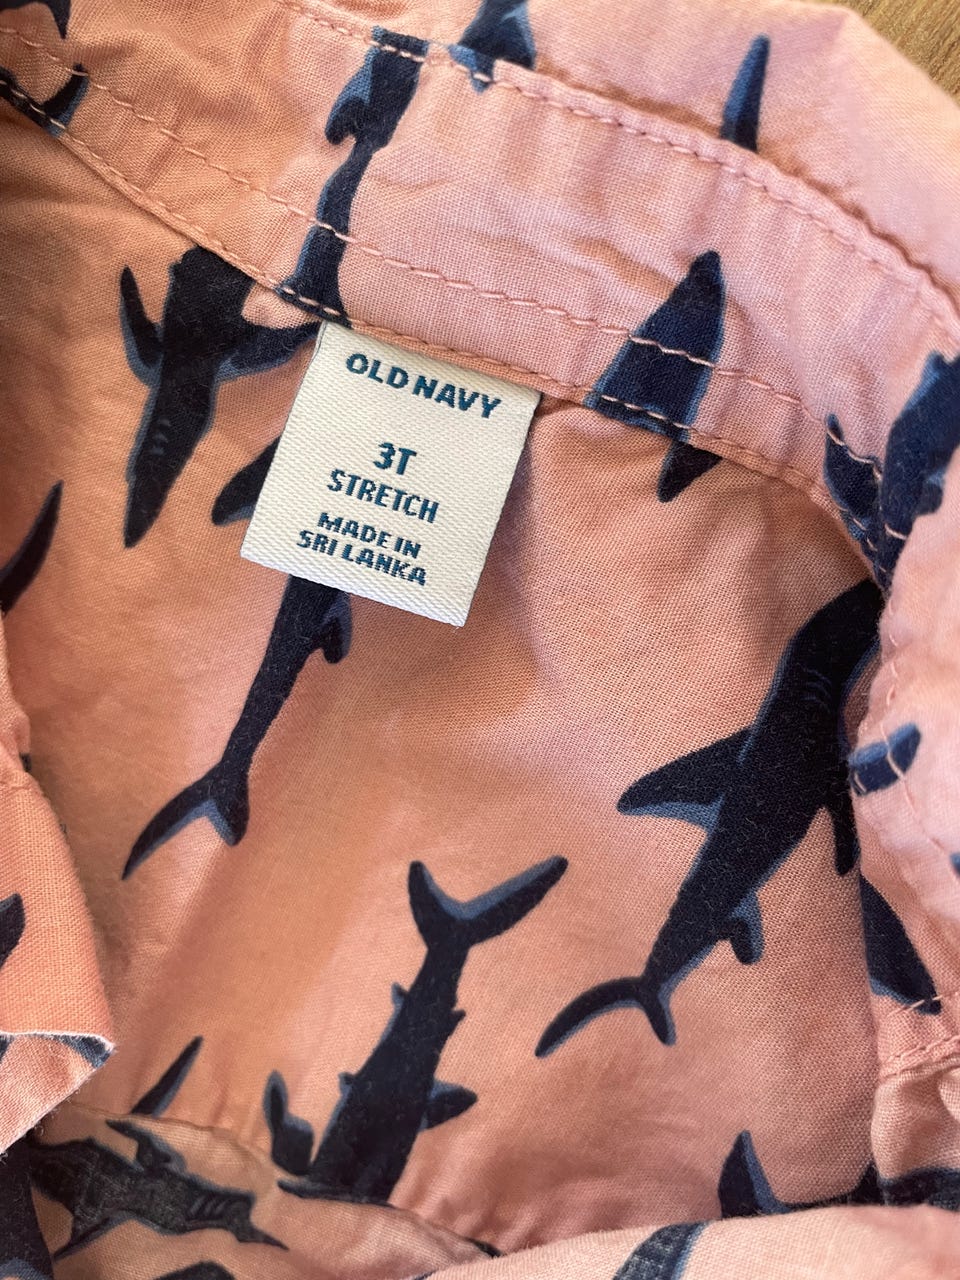 OLD NAVY
3T
STRETCH
MADE IN
SRI LANKA